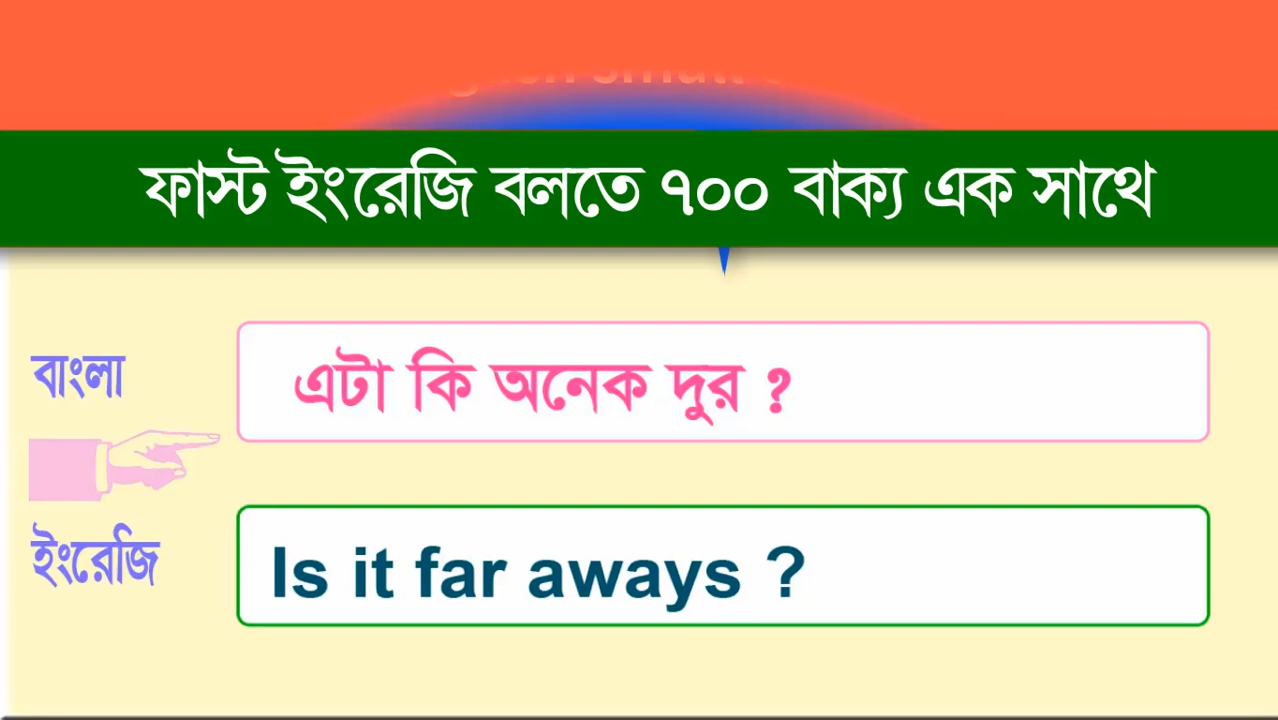 ফাস্ট ইংরেজি বলতে ৭০০ বাক্য এক সাথে
বাংলা
এটা কি অনেক দুর ?
ইংরেজি
Is it far aways ?